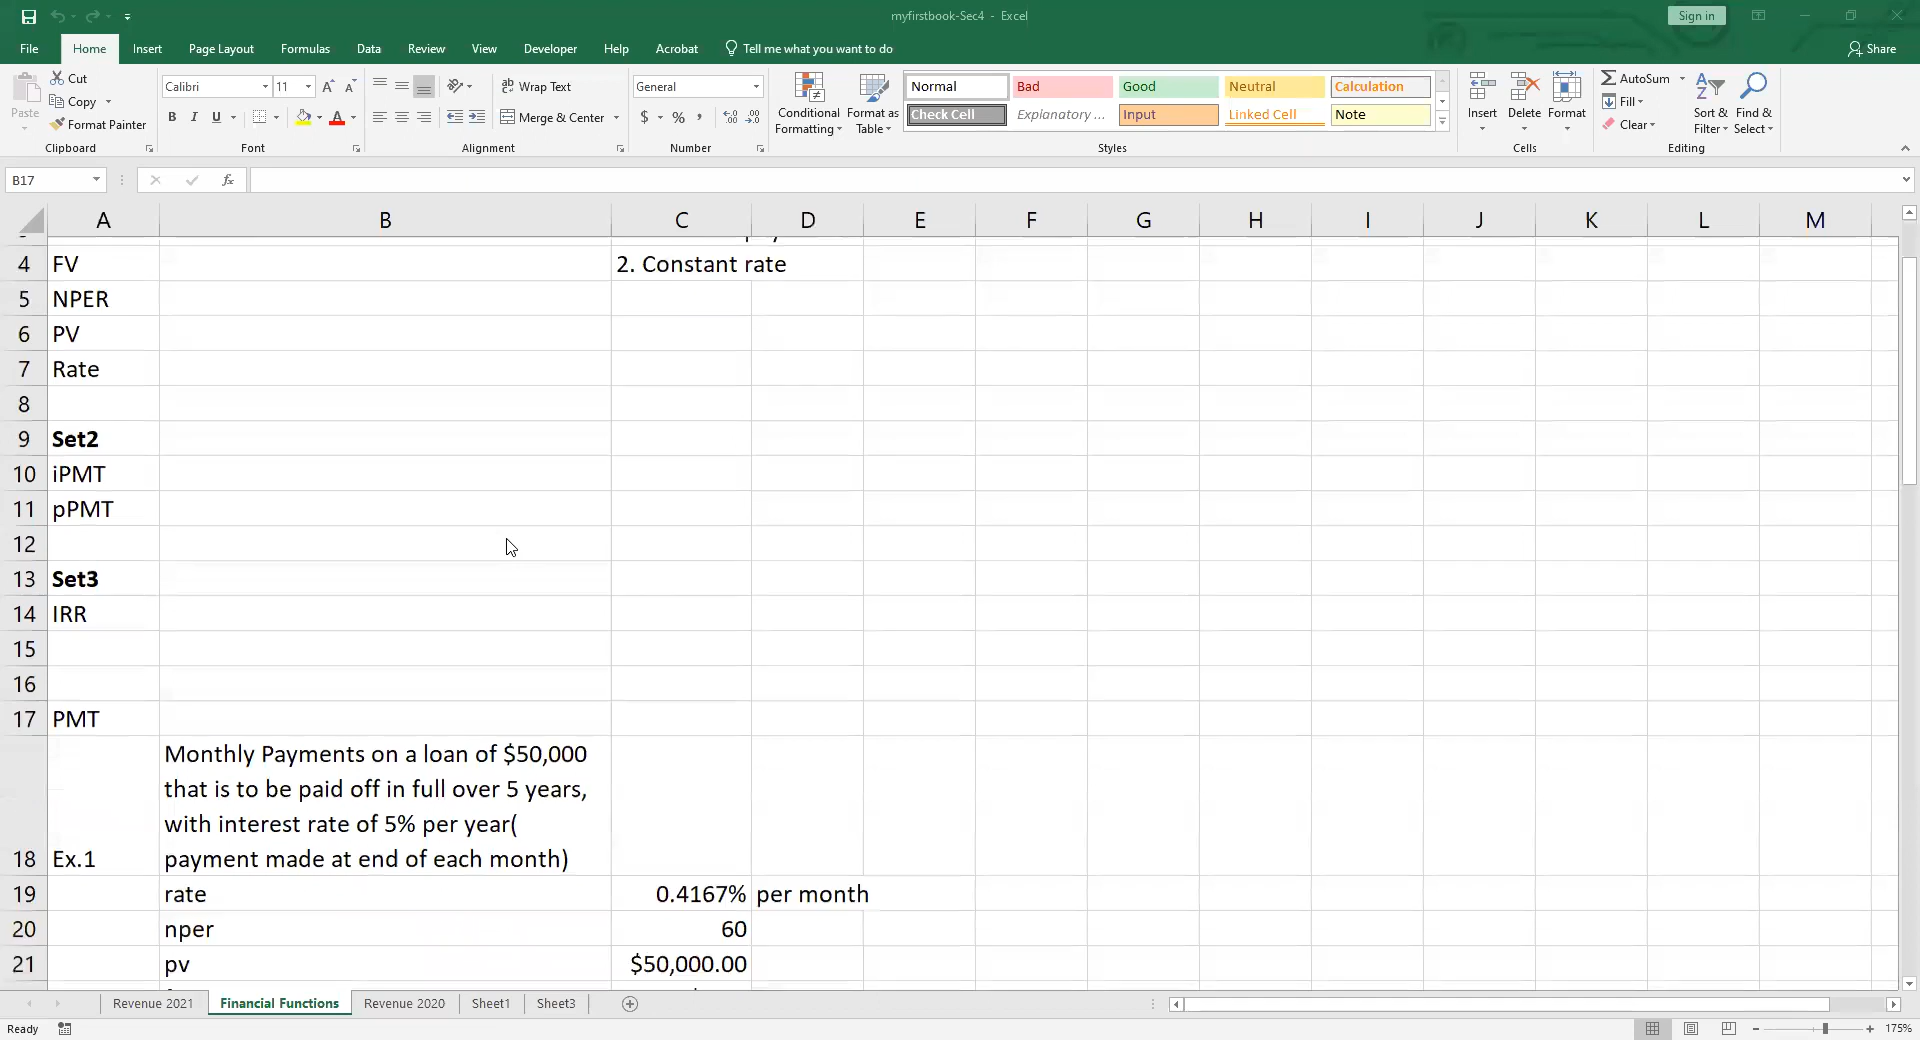 myfirstbook-Sec4 - Excel
Sign in
File Home Insert Page Layout Formulas Data Review View Developer Help Acrobat Tell me what you want to do Share
Paste
Cut
Copy
Format Painter
Clipboard
Calibri 11
A A
B I U A
Font
Wrap Text
Merge & Center
Alignment
General
$ % ,
Number
Conditional
Formatting
Format as
Table
Normal Bad Good Neutral Calculation
Check Cell Explanatory ... Input Linked Cell Note
Styles
Insert Delete Format
Cells
AutoSum
Fill
Clear
Sort &
Filter
Find &
Select
Editing
B17 fx
A B C D E F G H I J K L M
4 FV 2. Constant rate
5 NPER
6 PV
7 Rate
8
9 Set2
10 iPMT
11 pPMT
12
13 Set3
14 IRR
15
16
17 PMT
Monthly Payments on a loan of $50,000
that is to be paid off in full over 5 years,
with interest rate of 5% per year(
18 Ex.1 payment made at end of each month)
19 rate 0.4167% per month
20 nper 60
21 pv $50,000.00
Revenue 2021 Financial Functions Revenue 2020 Sheet1 Sheet3
Ready 175%